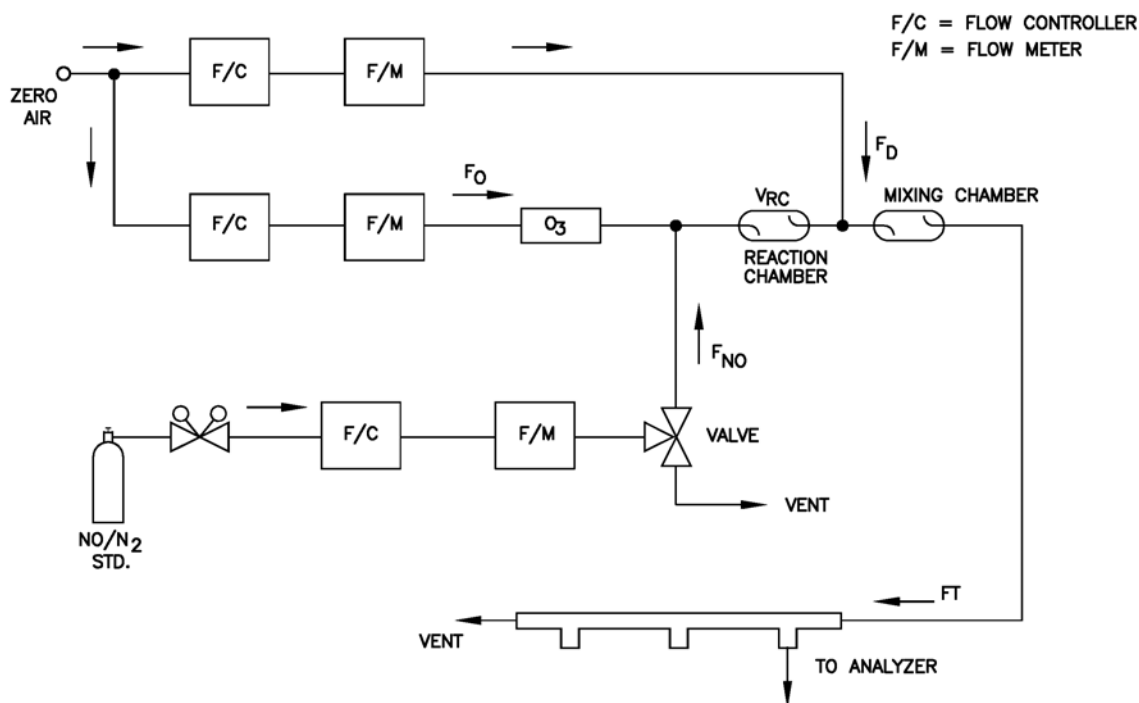 F/C = FLOW CONTROLLER
F/M = FLOW METER
F/C
F/M
ZERO
AIR
F_D
F_O
F/C
F/M
O_3
V_RC
MIXING CHAMBER
REACTION
CHAMBER
F_NO
F/C
F/M
VALVE
VENT
NO/N_2
STD.
FT
VENT
TO ANALYZER